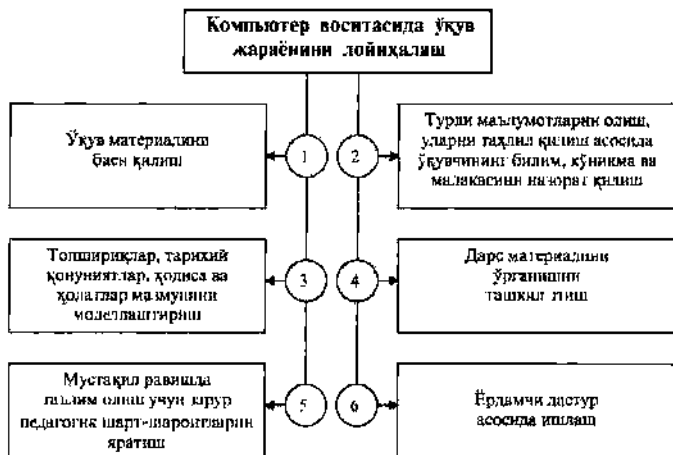 Компьютер воситасида ўқув
жараёнини лойиҳалаш
Ўқув материалини
баён қилиш
1
2
Турли маълумотларни олиш,
уларни таҳлил қилиш асосида
ўқувчининг билим, кўникма ва
малакасини назорат қилиш
Топшириқлар, тарихий
қонуниятлар, ҳодиса ва
ҳолатлар мазмунини
моделлаштириш
3
4
Дарс материалини
ўрганишни
ташкил этиш
Мустақил равишда
таълим олиш учун зарур
педагогик шарт-шароитларни
яратиш
5
6
Ёрдамчи дастур
асосида ишлаш